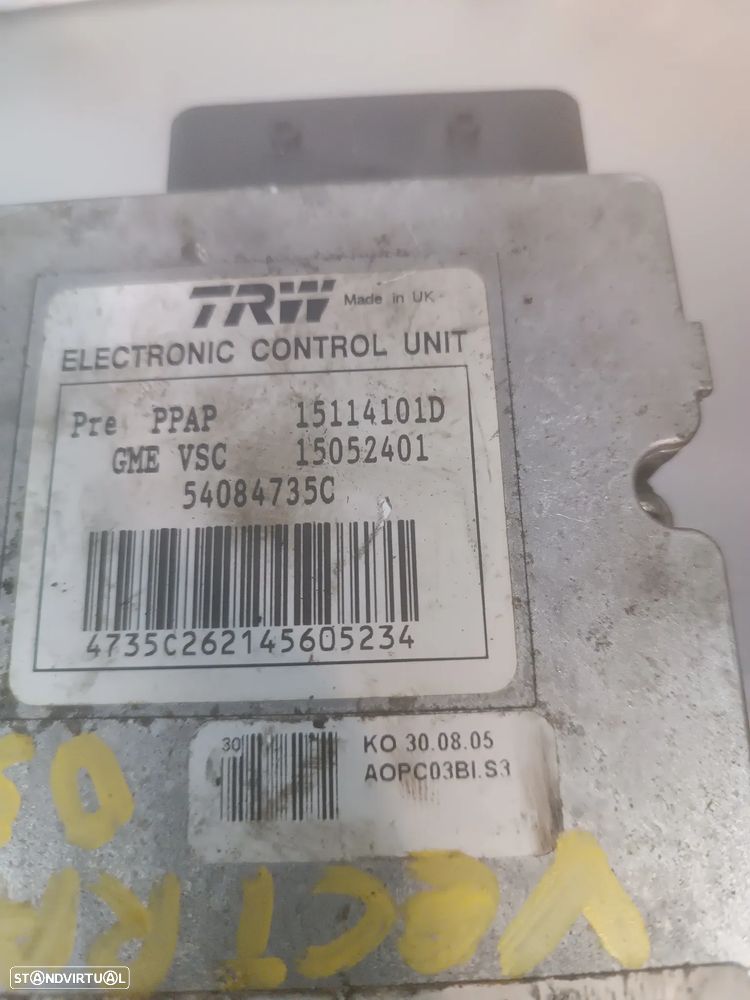 TRW Made in UK
ELECTRONIC CONTROL UNIT
Pre PPAP 15114101D
GME VSC 15052401
54084735C
4735C262145605234
30 KO 30.08.05
AOPC03BI.S3
VECTRA
STANDVIRTUAL